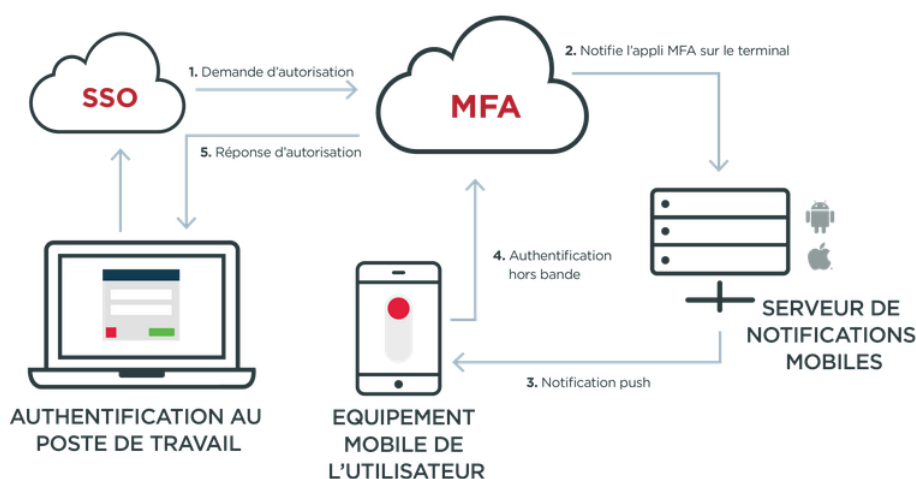 SSO
1. Demande d'autorisation
MFA
2. Notifie l'appli MFA sur le terminal
5. Réponse d'autorisation
4. Authentification
hors bande
SERVEUR DE
NOTIFICATIONS
MOBILES
3. Notification push
AUTHENTIFICATION AU
POSTE DE TRAVAIL
EQUIPEMENT
MOBILE DE
L'UTILISATEUR